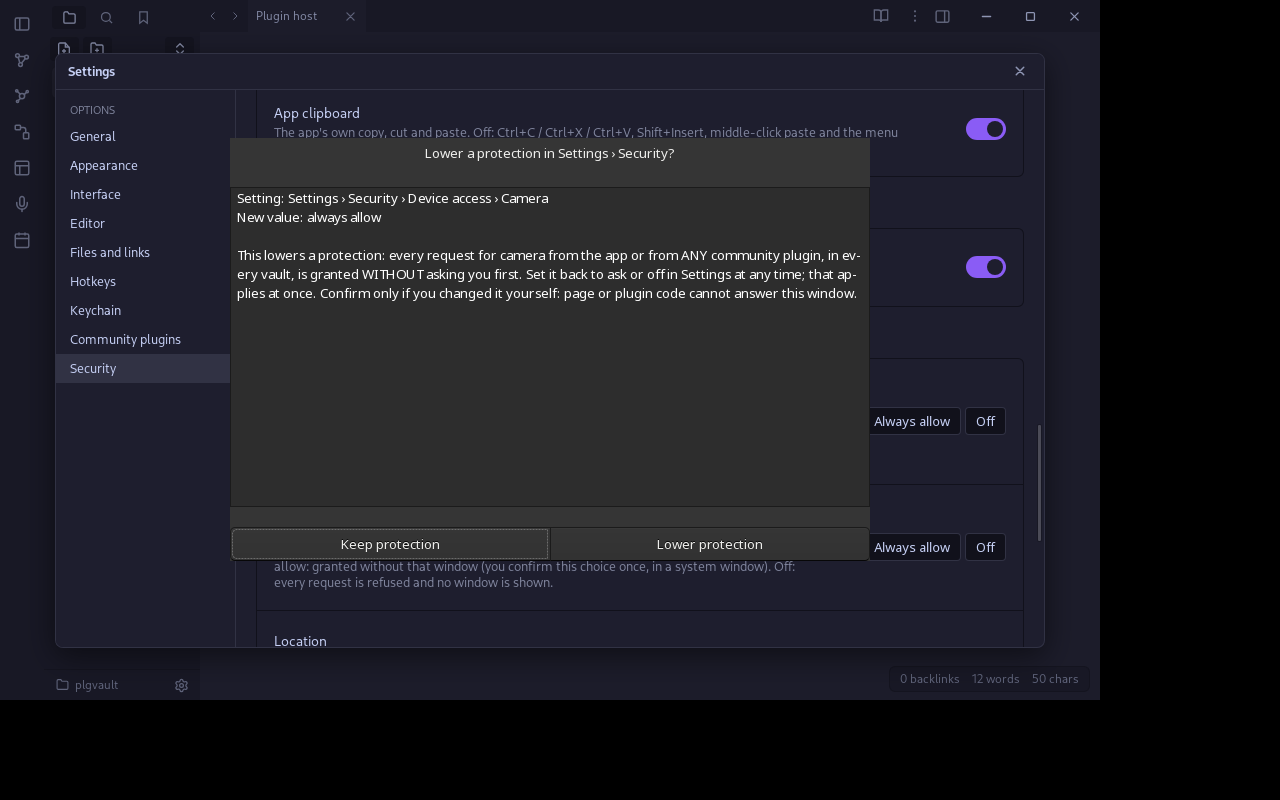 Plugin host
Settings
OPTIONS
General
Appearance
Interface
Editor
Files and links
Hotkeys
Keychain
Community plugins
Security
App clipboard
The app's own copy, cut and paste. Off: Ctrl+C / Ctrl+X / Ctrl+V, Shift+Insert, middle-click paste and the menu
Lower a protection in Settings › Security?
Setting: Settings › Security › Device access › Camera
New value: always allow
This lowers a protection: every request for camera from the app or from ANY community plugin, in ev-
ery vault, is granted WITHOUT asking you first. Set it back to ask or off in Settings at any time; that ap-
plies at once. Confirm only if you changed it yourself: page or plugin code cannot answer this window.
Keep protection
Lower protection
Always allow
Off
Always allow
Off
allow: granted without that window (you confirm this choice once, in a system window). Off:
every request is refused and no window is shown.
Location
plgvault
0 backlinks 12 words 50 chars